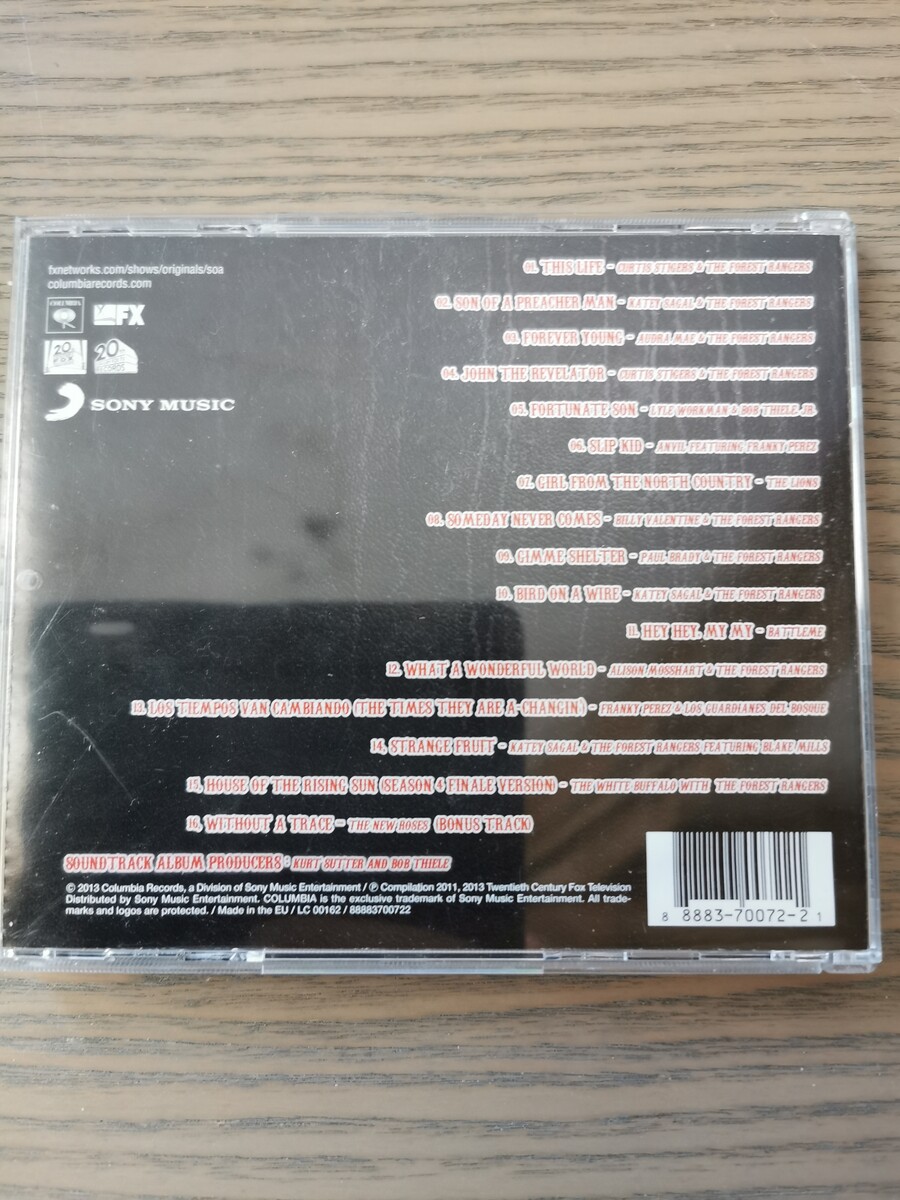 fxnetworks.com/shows/originals/soa
columbiarecords.com
COLUMBIA
FX
20
FOX
20
SONY MUSIC
01. THIS LIFE - CURTIS STIGERS & THE FOREST RANGERS
02. SON OF A PREACHER MAN - KATEY SAGAL & THE FOREST RANGERS
03. FOREVER YOUNG - AUDRA MAE & THE FOREST RANGERS
04. JOHN THE REVELATOR - CURTIS STIGERS & THE FOREST RANGERS
05. FORTUNATE SON - LYLE WORKMAN & BOB THIELE JR.
06. SLIP KID - ANVIL FEATURING FRANKY PEREZ
07. GIRL FROM THE NORTH COUNTRY - THE LIONS
08. SOMEDAY NEVER COMES - BILLY VALENTINE & THE FOREST RANGERS
09. GIMME SHELTER - PAUL BRADY & THE FOREST RANGERS
10. BIRD ON A WIRE - KATEY SAGAL & THE FOREST RANGERS
11. HEY HEY, MY MY - BATTLEME
12. WHAT A WONDERFUL WORLD - ALISON MOSSHART & THE FOREST RANGERS
13. LOS TIEMPOS VAN CAMBIANDO (THE TIMES THEY ARE A-CHANGIN') - FRANKY PEREZ & LOS GUARDIANES DEL BOSQUE
14. STRANGE FRUIT - KATEY SAGAL & THE FOREST RANGERS FEATURING BLAKE MILLS
15. HOUSE OF THE RISING SUN (SEASON 4 FINALE VERSION) - THE WHITE BUFFALO WITH THE FOREST RANGERS
16. WITHOUT A TRACE - THE NEW ROSES (BONUS TRACK)
SOUNDTRACK ALBUM PRODUCERS : KURT SUTTER AND BOB THIELE
© 2013 Columbia Records, a Division of Sony Music Entertainment / ℗ Compilation 2011, 2013 Twentieth Century Fox Television
Distributed by Sony Music Entertainment. COLUMBIA is the exclusive trademark of Sony Music Entertainment. All trade-
marks and logos are protected. / Made in the EU / LC 00162 / 88883700722
8 8883-70072-2 1